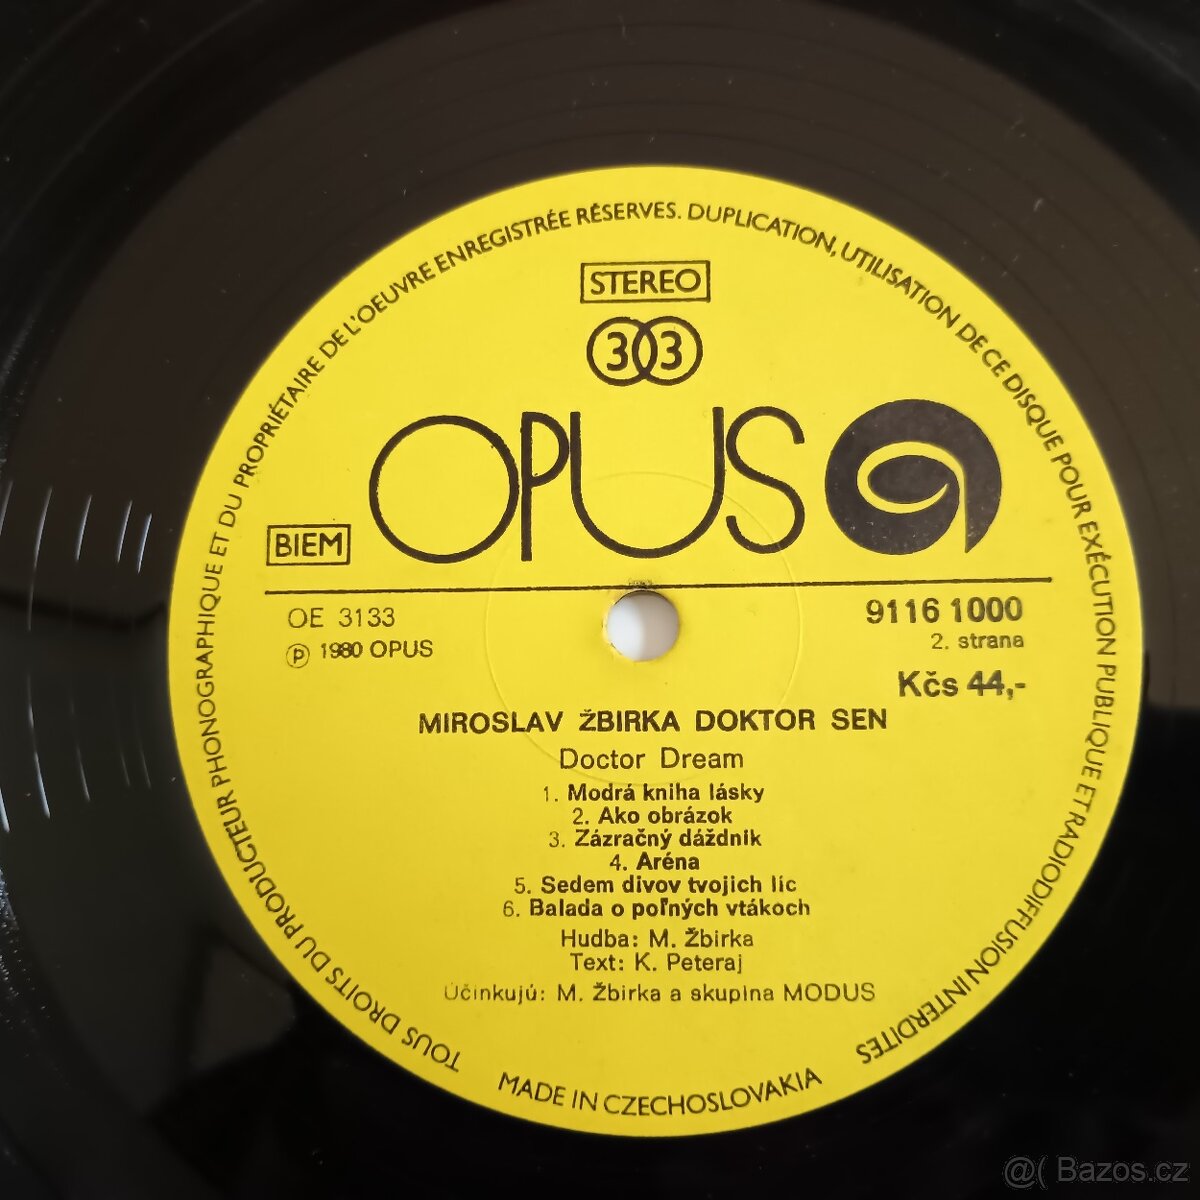 TOUS DROITS DU PRODUCTEUR PHONOGRAPHIQUE ET DU PROPRIÉTAIRE DE L'OEUVRE ENREGISTRÉE RÉSERVES. DUPLICATION, UTILISATION DE CE DISQUE POUR EXÉCUTION PUBLIQUE ET RADIODIFFUSION INTERDITES
STEREO
33
OPUS
BIEM
OE 3133
9116 1000
℗ 1980 OPUS
2. strana
Kčs 44,-
MIROSLAV ŽBIRKA DOKTOR SEN
Doctor Dream
1. Modrá kniha lásky
2. Ako obrázok
3. Zázračný dáždnik
4. Aréna
5. Sedem divov tvojich líc
6. Balada o poľných vtákoch
Hudba: M. Žbirka
Text: K. Peteraj
Účinkujú: M. Žbirka a skupina MODUS
MADE IN CZECHOSLOVAKIA
@( Bazos.cz